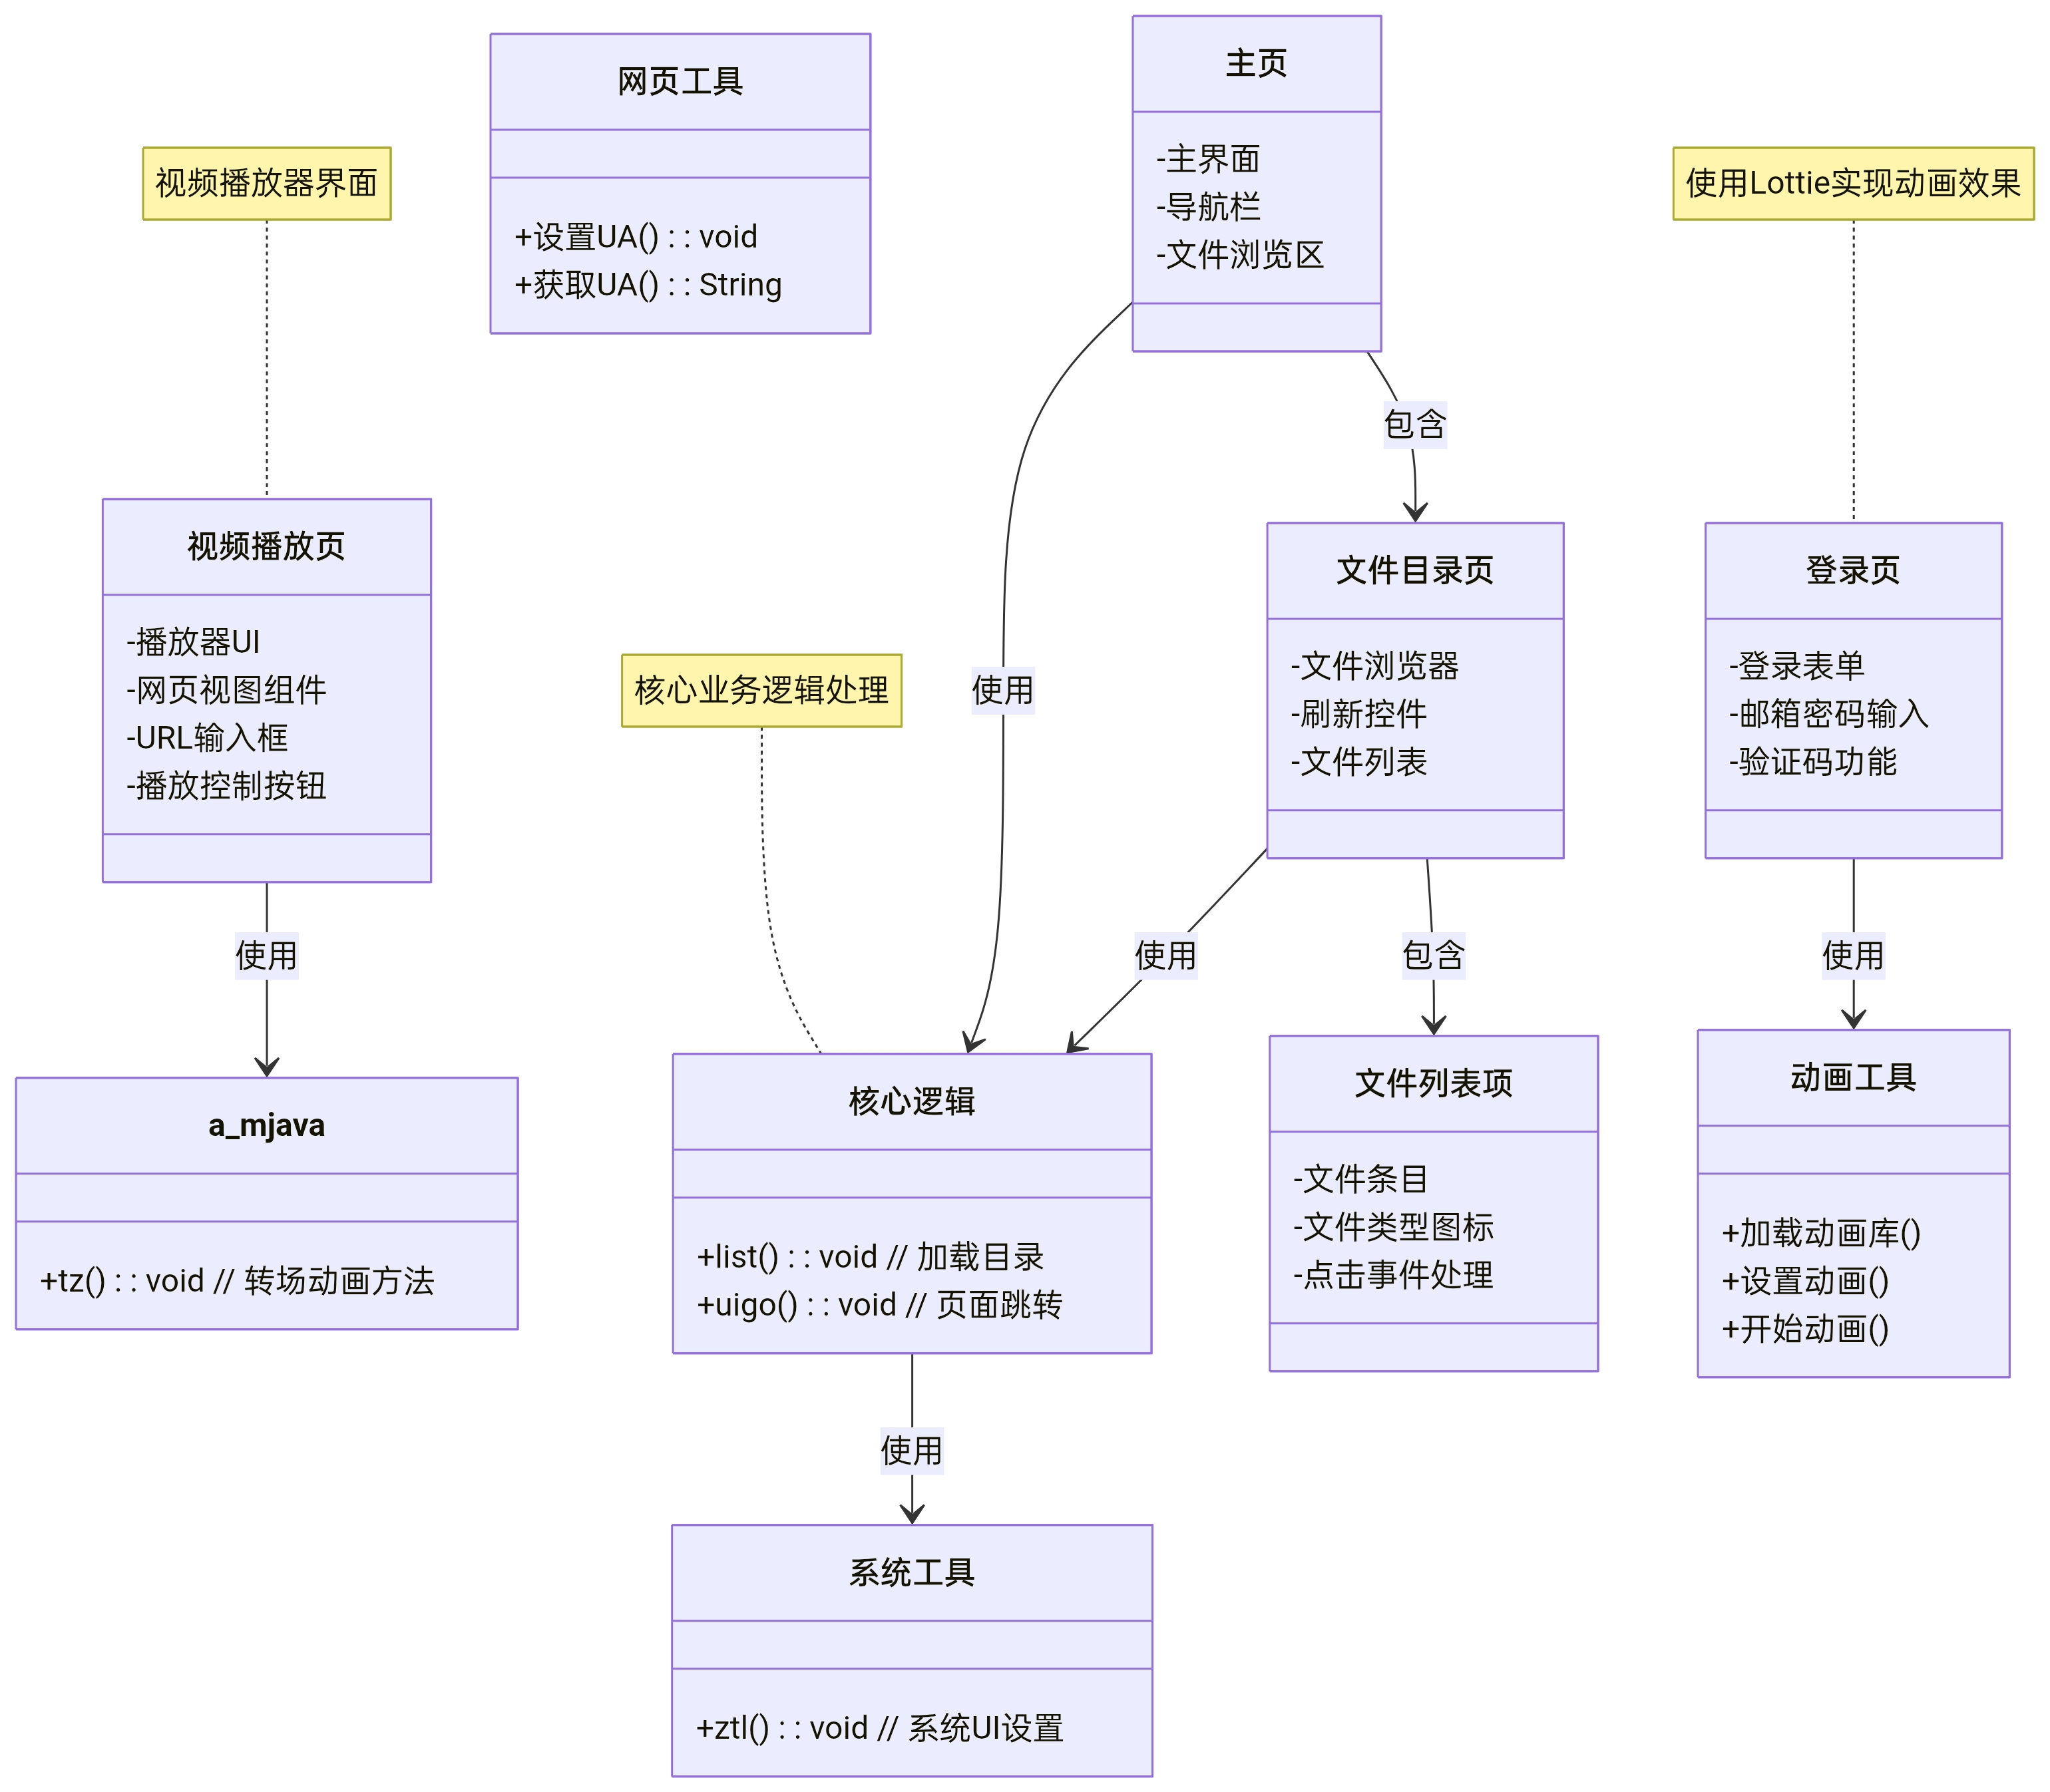 网页工具
+设置UA() : : void
+获取UA() : : String
主页
-主界面
-导航栏
-文件浏览区
视频播放器界面
使用Lottie实现动画效果
包含
视频播放页
-播放器UI
-网页视图组件
-URL输入框
-播放控制按钮
核心业务逻辑处理
使用
文件目录页
-文件浏览器
-刷新控件
-文件列表
登录页
-登录表单
-邮箱密码输入
-验证码功能
使用
使用
包含
使用
a_mjava
+tz() : : void // 转场动画方法
核心逻辑
+list() : : void // 加载目录
+uigo() : : void // 页面跳转
文件列表项
-文件条目
-文件类型图标
-点击事件处理
动画工具
+加载动画库()
+设置动画()
+开始动画()
使用
系统工具
+ztl() : : void // 系统UI设置